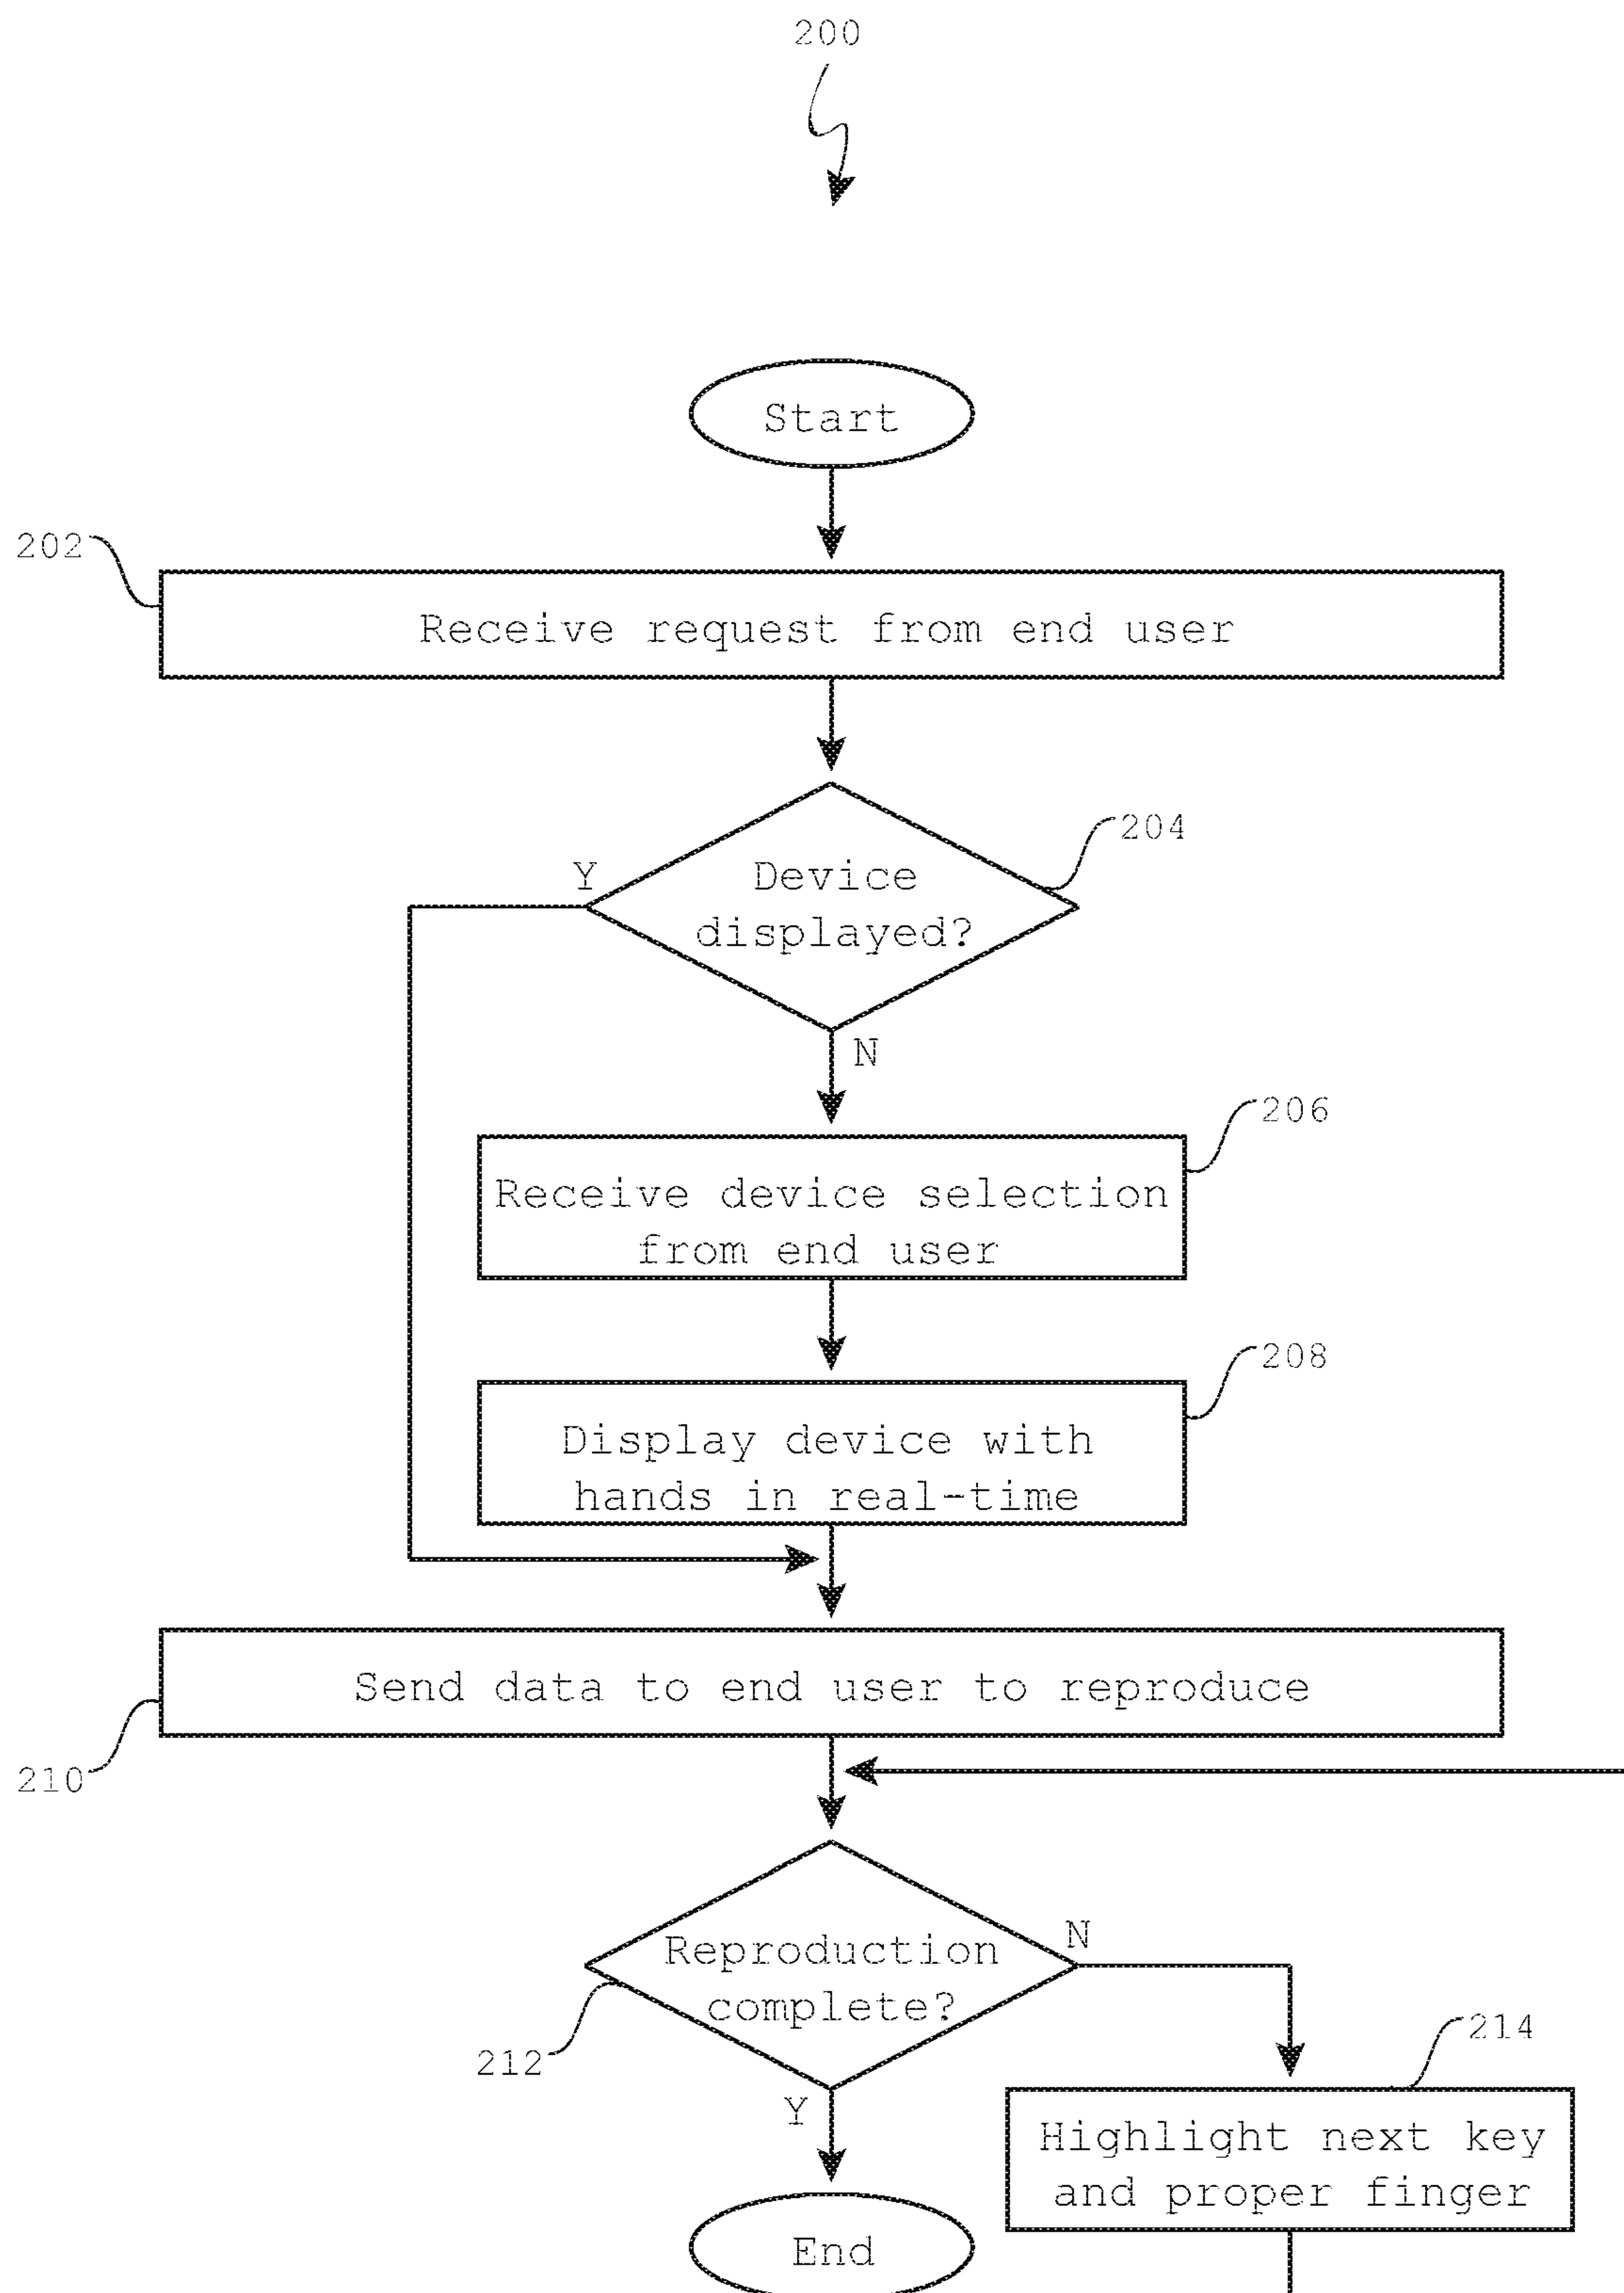 200
Start
202
Receive request from end user
204
Y
Device
displayed?
N
206
Receive device selection
from end user
208
Display device with
hands in real-time
Send data to end user to reproduce
210
N
Reproduction
complete?
212
214
Y
Highlight next key
and proper finger
End